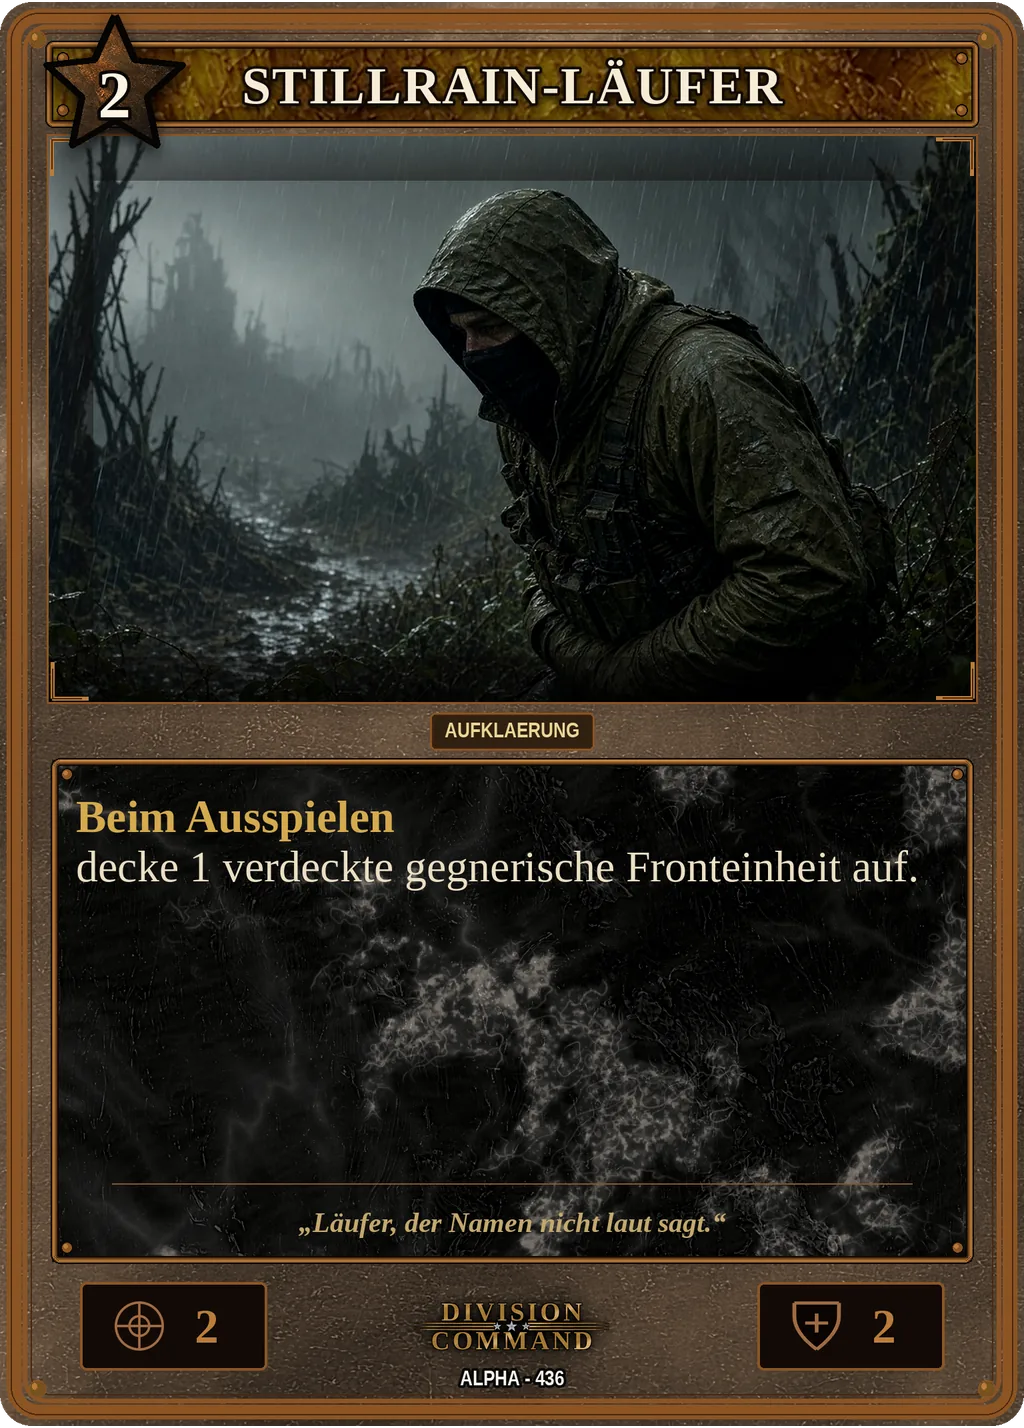 2
STILLRAIN-LÄUFER
AUFKLAERUNG
Beim Ausspielen
decke 1 verdeckte gegnerische Fronteinheit auf.
„Läufer, der Namen nicht laut sagt.“
2
DIVISION
COMMAND
ALPHA - 436
2